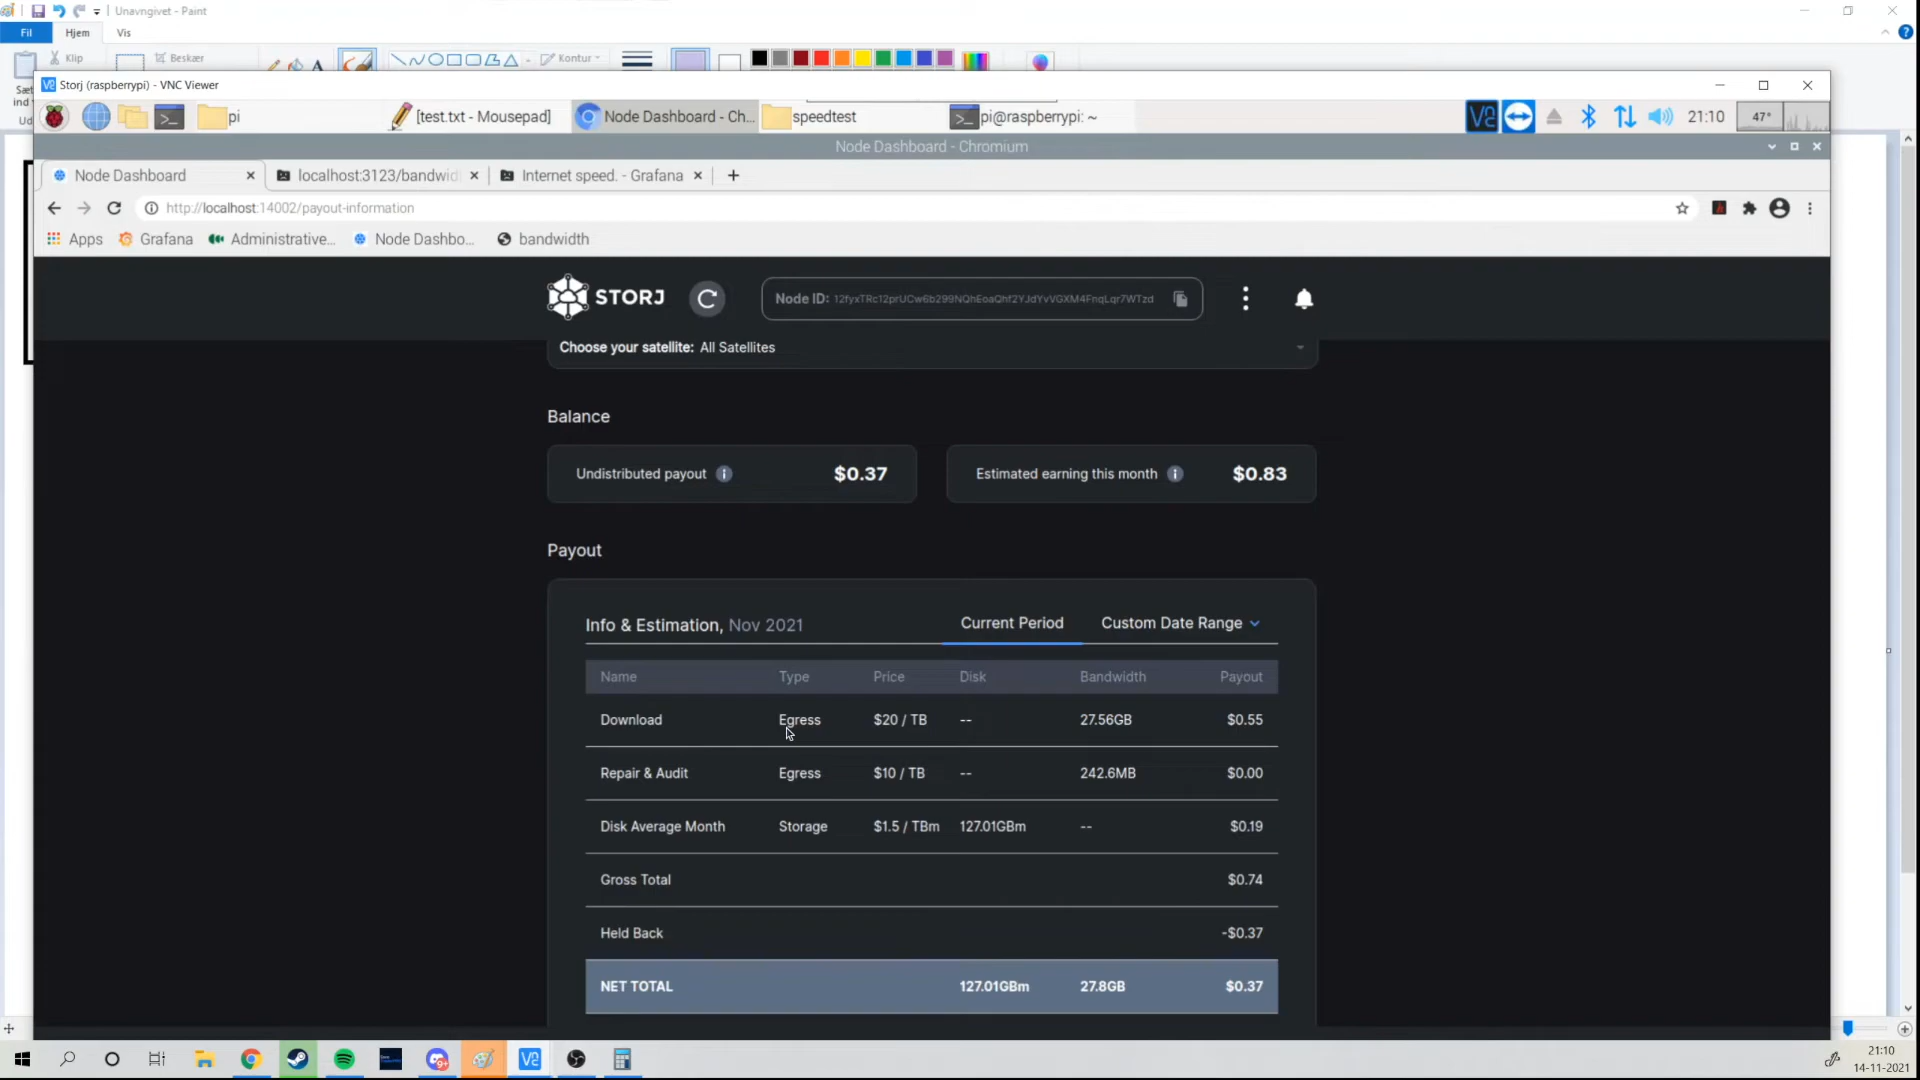 Unavngivet - Paint
Fil Hjem Vis
Klip Beskær Kontur
Storj (raspberrypi) - VNC Viewer
pi [test.txt - Mousepad] Node Dashboard - Ch... speedtest pi@raspberrypi: ~ 21:10 47°
Node Dashboard - Chromium
Node Dashboard localhost:3123/bandwid Internet speed. - Grafana
http://localhost:14002/payout-information
Apps Grafana Administrative... Node Dashbo... bandwidth
STORJ Node ID:
Choose your satellite: All Satellites
Balance
Undistributed payout $0.37 Estimated earning this month $0.83
Payout
Info & Estimation, Nov 2021 Current Period Custom Date Range
Name Type Price Disk Bandwidth Payout
Download Egress $20 / TB -- 27.56GB $0.55
Repair & Audit Egress $10 / TB -- 242.6MB $0.00
Disk Average Month Storage $1.5 / TBm 127.01GBm -- $0.19
Gross Total $0.74
Held Back -$0.37
NET TOTAL 127.01GBm 27.8GB $0.37
21:10
14-11-2021